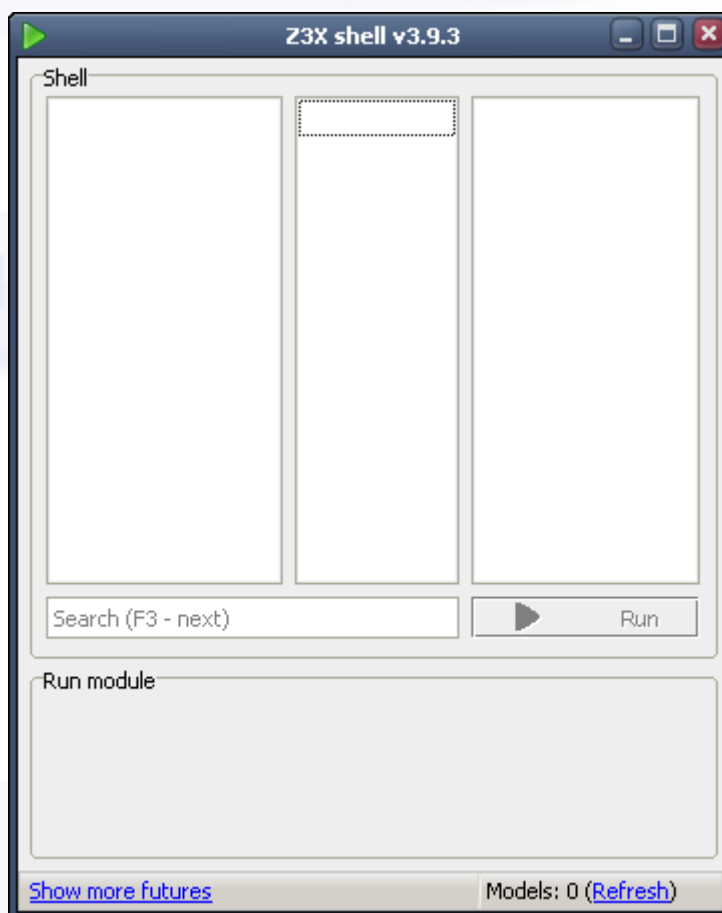 Z3X shell v3.9.3
Shell
Search (F3 - next)
Run
Run module
Show more futures
Models: 0 (Refresh)